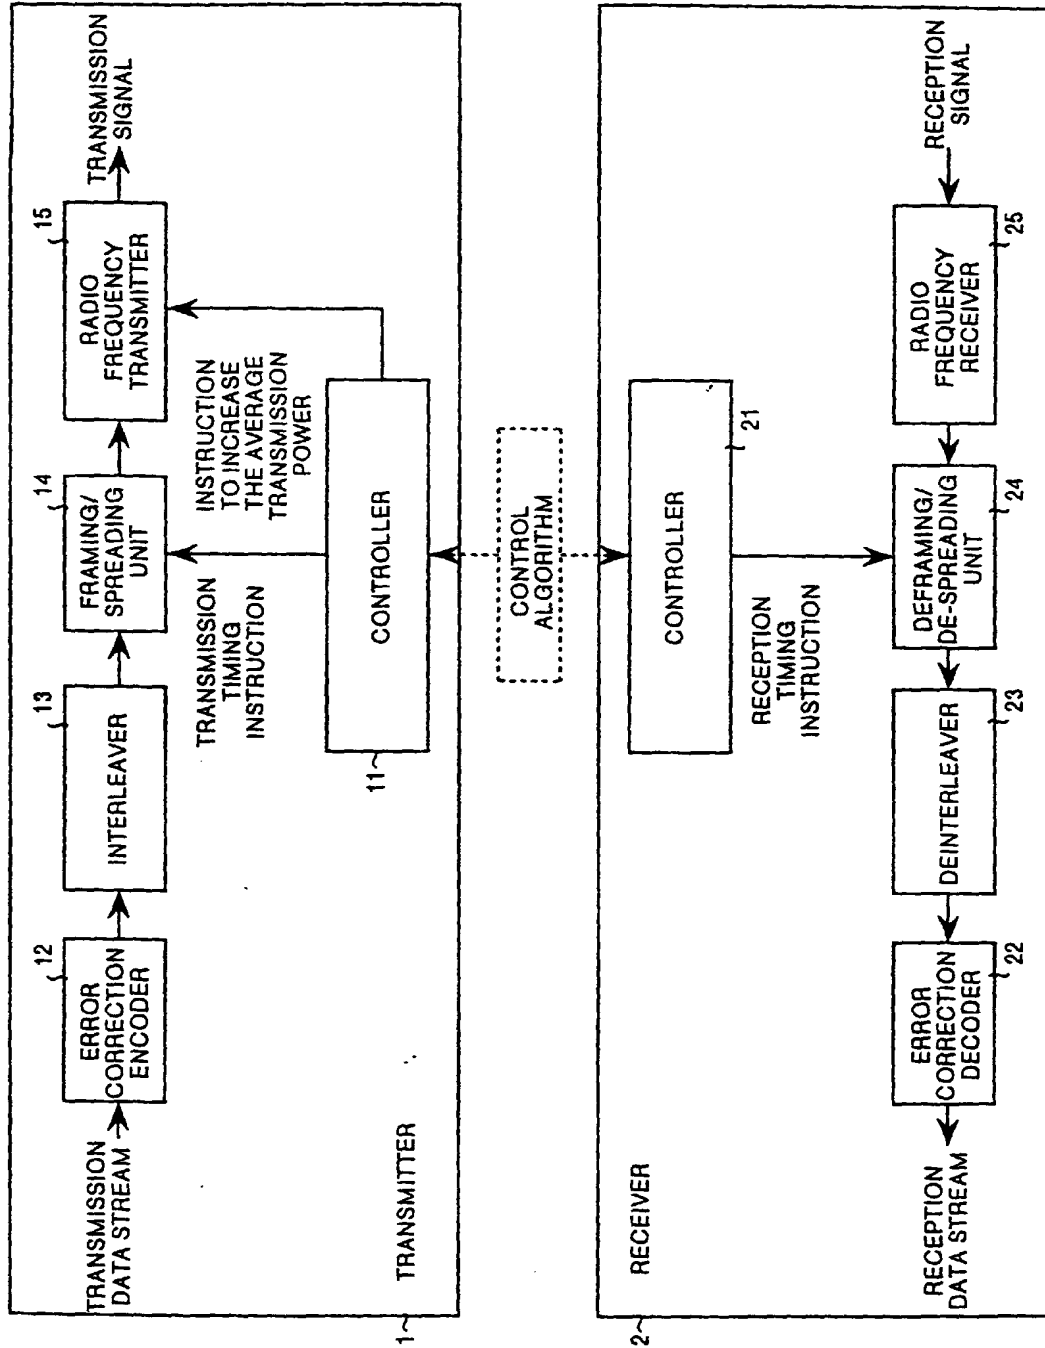 TRANSMISSION
DATA STREAM
12
ERROR
CORRECTION
ENCODER
13
INTERLEAVER
14
FRAMING/
SPREADING
UNIT
15
RADIO
FREQUENCY
TRANSMITTER
TRANSMISSION
SIGNAL
TRANSMISSION
TIMING
INSTRUCTION
INSTRUCTION
TO INCREASE
THE AVERAGE
TRANSMISSION
POWER
11
CONTROLLER
1
TRANSMITTER
CONTROL
ALGORITHM
2
RECEIVER
CONTROLLER
21
RECEPTION
TIMING
INSTRUCTION
RECEPTION
DATA STREAM
ERROR
CORRECTION
DECODER
22
DEINTERLEAVER
23
DEFRAMING/
DE-SPREADING
UNIT
24
RADIO
FREQUENCY
RECEIVER
25
RECEPTION
SIGNAL